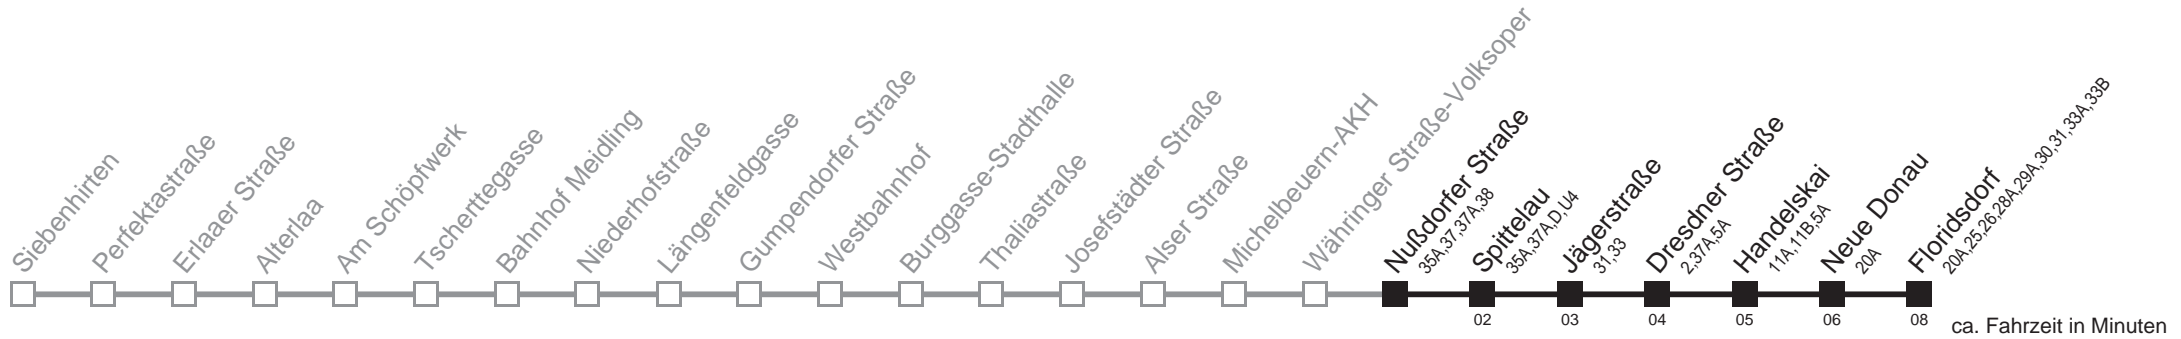 Siebenhirten
Perfektastraße
Erlaaer Straße
Alterlaa
Am Schöpfwerk
Tscherttegasse
Bahnhof Meidling
Niederhofstraße
Längenfeldgasse
Gumpendorfer Straße
Westbahnhof
Burggasse-Stadthalle
Thaliastraße
Josefstädter Straße
Alser Straße
Michelbeuern-AKH
Währinger Straße-Volksoper
Nußdorfer Straße
35A,37,37A,38
Spittelau
35A,37A,D,U4
Jägerstraße
31,33
Dresdner Straße
2,37A,5A
Handelskai
11A,11B,5A
Neue Donau
20A
Floridsdorf
20A,25,26,28A,29A,30,31,33A,33B
02
03
04
05
06
08
ca. Fahrzeit in Minuten